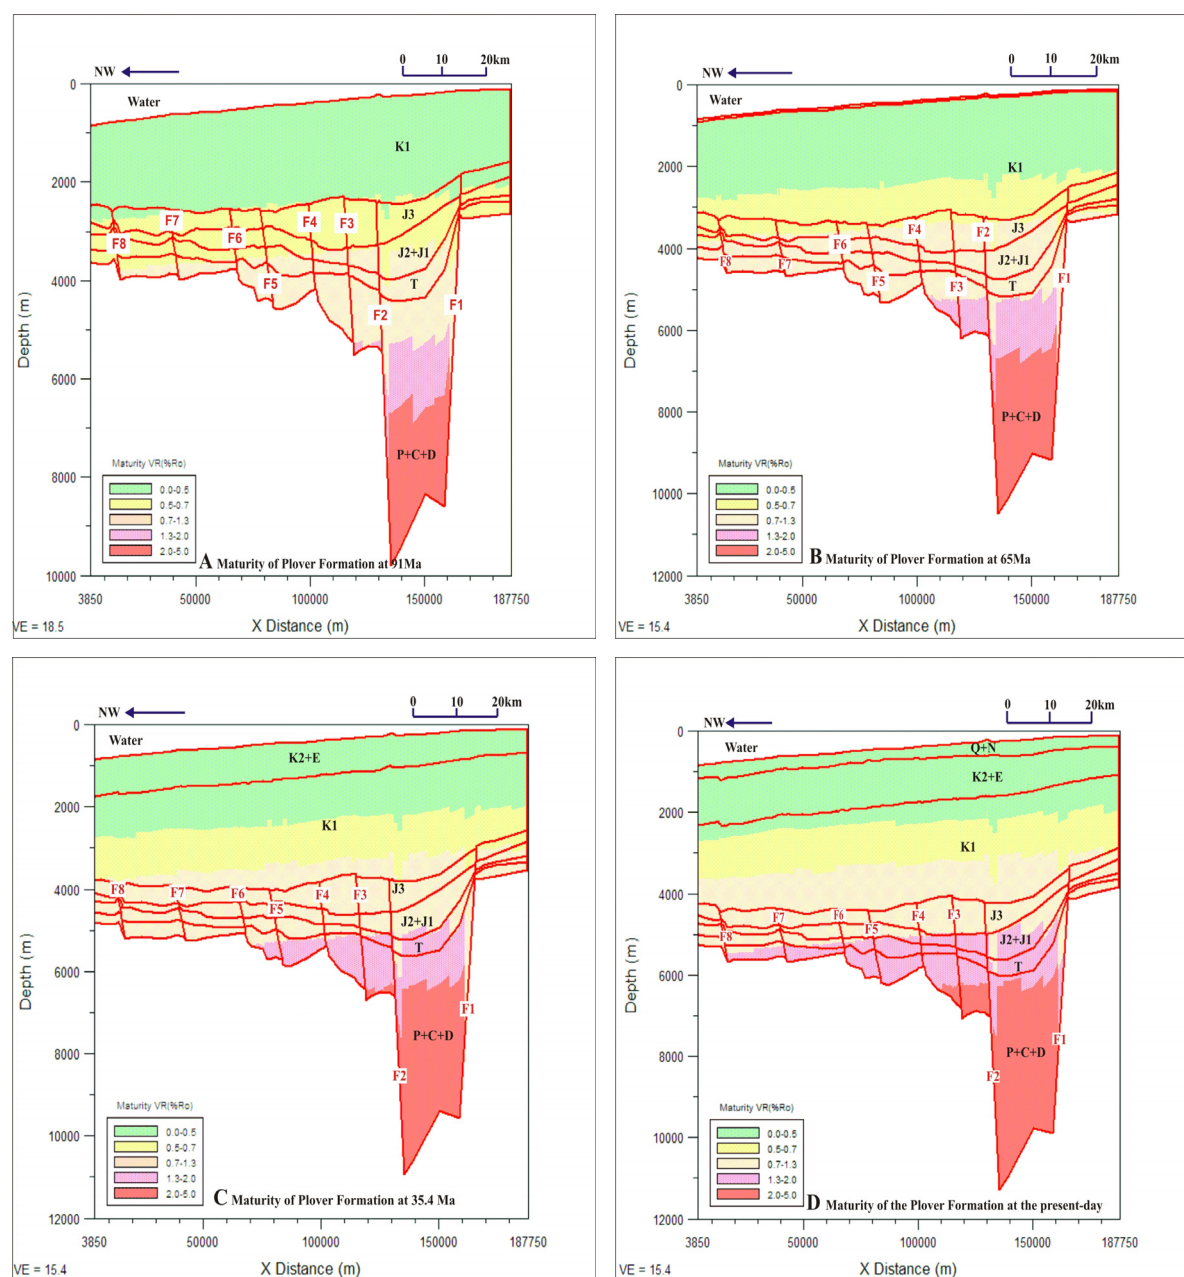 0 10 20km
NW
0
Water
K1
2000
J3
F7
F4
F3
F8
F6
J2+J1
4000
F5
T
F2
F1
Depth (m)
6000
P+C+D
8000
Maturity VR(%Ro)
0.0-0.5
0.5-0.7
0.7-1.3
1.3-2.0
2.0-5.0
A Maturity of Plover Formation at 91Ma
10000
3850 50000 100000 150000 187750
VE = 18.5 X Distance (m)
0 10 20km
NW
0
Water
2000
K1
F4 F2 J3
F6
J2+J1
4000
F8 F7 F5 F3 T F1
Depth (m)
6000
8000
P+C+D
Maturity VR(%Ro)
10000
0.0-0.5
0.5-0.7
0.7-1.3
1.3-2.0
2.0-5.0
B Maturity of Plover Formation at 65Ma
12000
3850 50000 100000 150000 187750
VE = 15.4 X Distance (m)
0 10 20km
NW
0
Water
K2+E
2000
K1
4000
F8 F7 F6 F4 F3 J3
F5
J2+J1
T
6000
Depth (m)
F1
P+C+D
8000
F2
Maturity VR(%Ro)
10000
0.0-0.5
0.5-0.7
0.7-1.3
1.3-2.0
2.0-5.0
C Maturity of Plover Formation at 35.4 Ma
12000
3850 50000 100000 150000 187750
VE = 15.4 X Distance (m)
0 10 20km
NW
0
Water
Q+N
K2+E
2000
K1
4000
F7 F6 F4 F3 J3
F5
F8
J2+J1
T
6000
Depth (m)
F1
P+C+D
8000
F2
Maturity VR(%Ro)
10000
0.0-0.5
0.5-0.7
0.7-1.3
1.3-2.0
2.0-5.0
D Maturity of the Plover Formation at the present-day
12000
3850 50000 100000 150000 187750
VE = 15.4 X Distance (m)